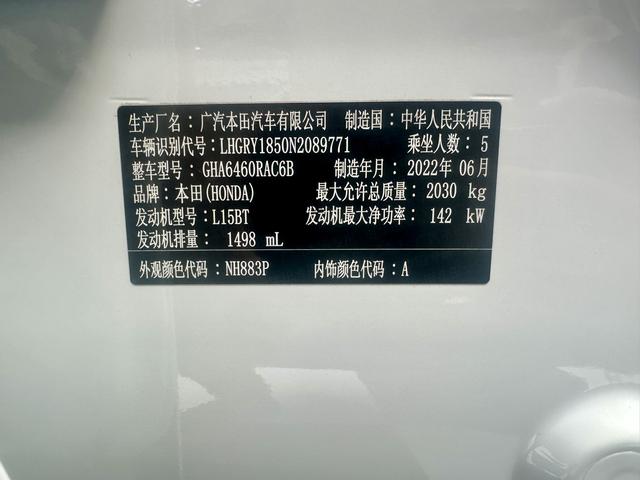 生产厂名：广汽本田汽车有限公司 制造国：中华人民共和国
车辆识别代号：LHGRY1850N2089771 乘坐人数：5
整车型号：GHA6460RAC6B 制造年月：2022年06月
品牌：本田(HONDA) 最大允许总质量：2030 kg
发动机型号：L15BT 发动机最大净功率：142 kW
发动机排量：1498 mL
外观颜色代码：NH883P 内饰颜色代码：A